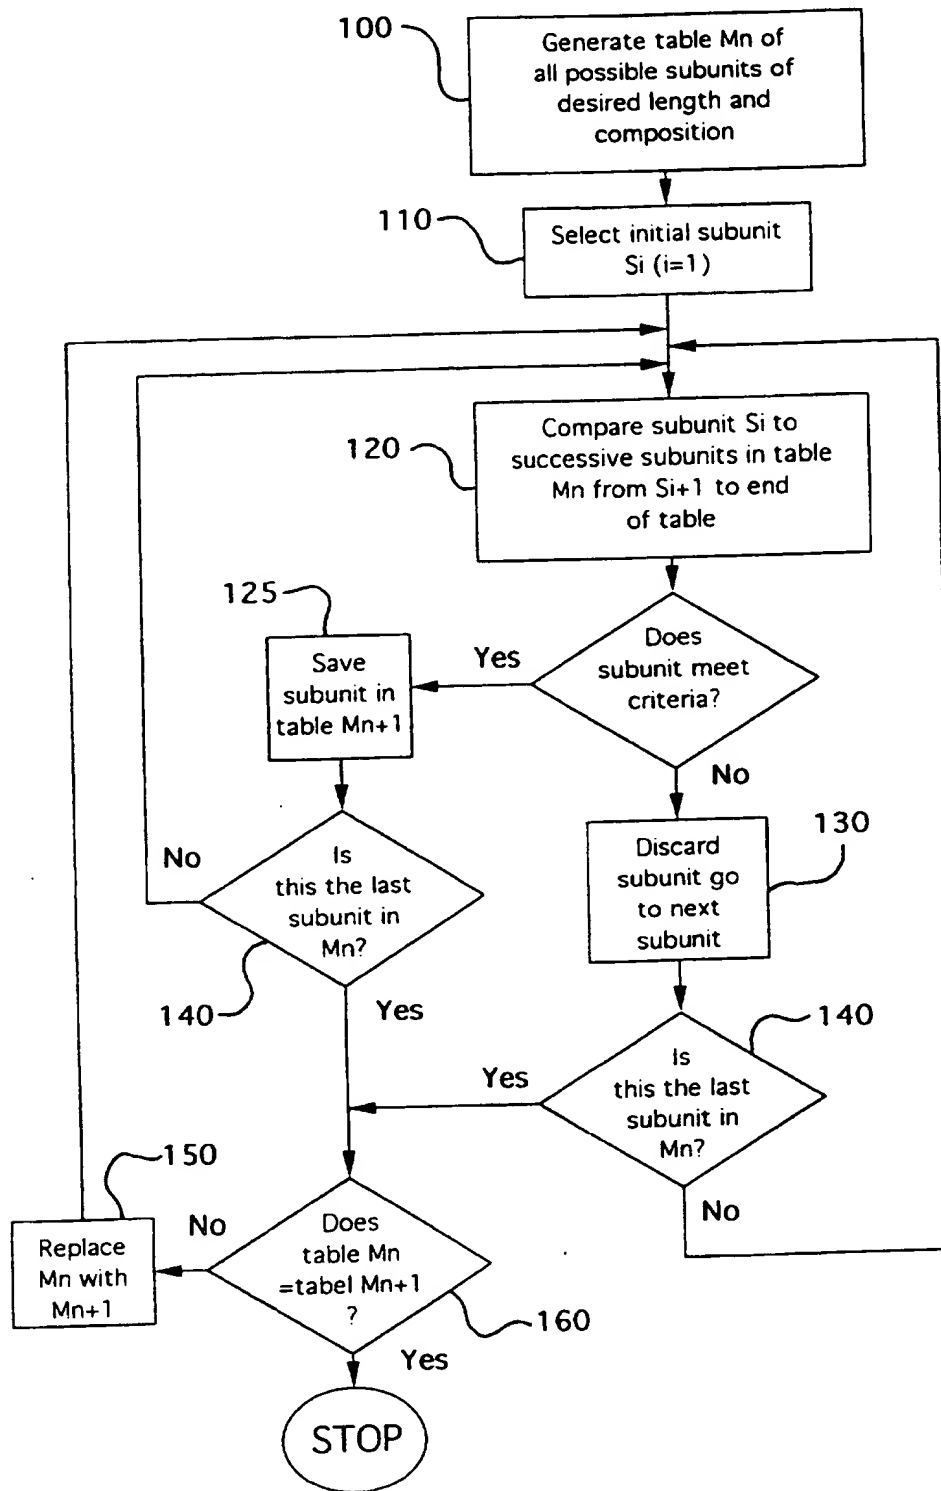 100
Generate table Mn of
all possible subunits of
desired length and
composition
110
Select initial subunit
Si (i=1)
120
Compare subunit Si to
successive subunits in table
Mn from Si+1 to end
of table
125
Save
subunit in
table Mn+1
Yes
Does
subunit meet
criteria?
No
130
Discard
subunit go
to next
subunit
No
Is
this the last
subunit in
Mn?
140
Yes
140
Is
this the last
subunit in
Mn?
Yes
No
150
Replace
Mn with
Mn+1
No
Does
table Mn
=tabel Mn+1
?
160
Yes
STOP